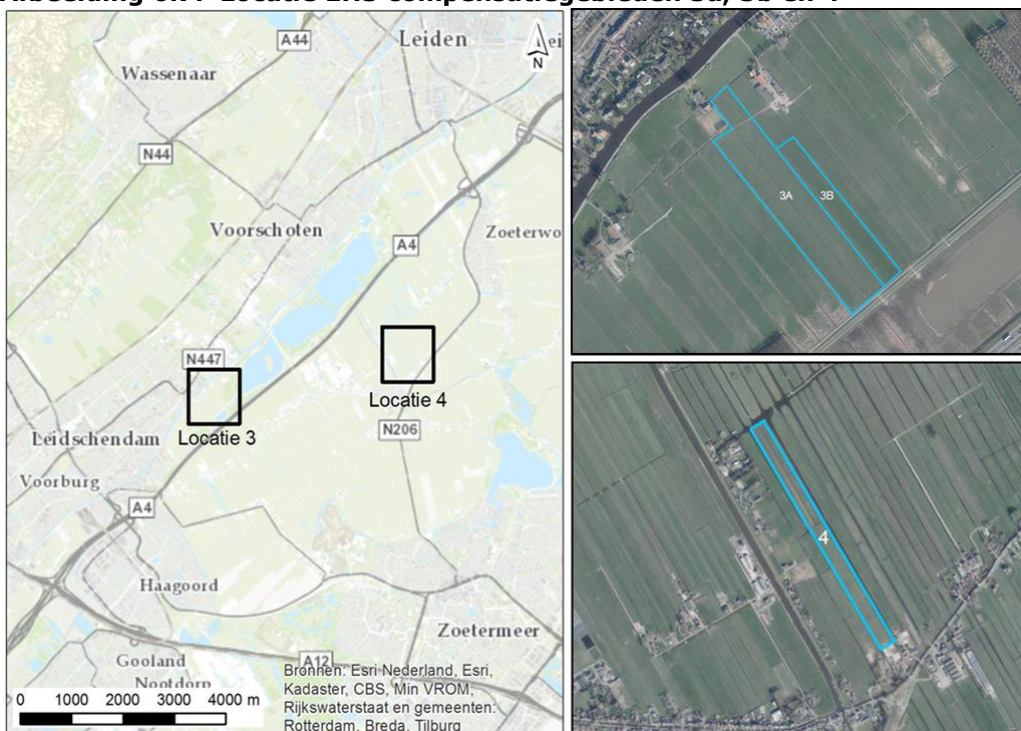 A44
Leiden
Wassenaar
N
N44
Voorschoten
A4
Zoeterwo
N447
Locatie 4
Locatie 3
Leidschendam
N206
Voorburg
A4
Haagoord
Zoetermeer
Gooland
A12
Nootdorp
Bronnen: Esri Nederland, Esri,
Kadaster, CBS, Min VROM,
Rijkswaterstaat en gemeenten:
Rotterdam, Breda, Tilburg
0 1000 2000 3000 4000 m
3A
3B
4